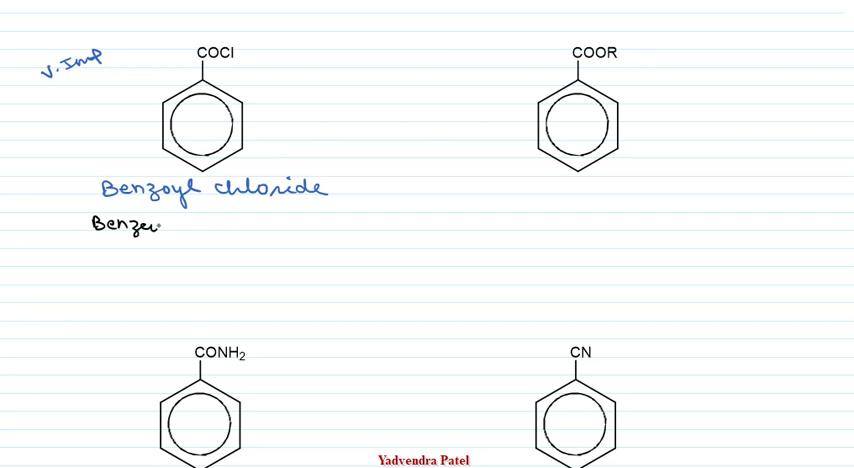 COCl COOR
V. Imp
Benzoyl chloride
Benze
CONH₂ CN
Yadvendra Patel